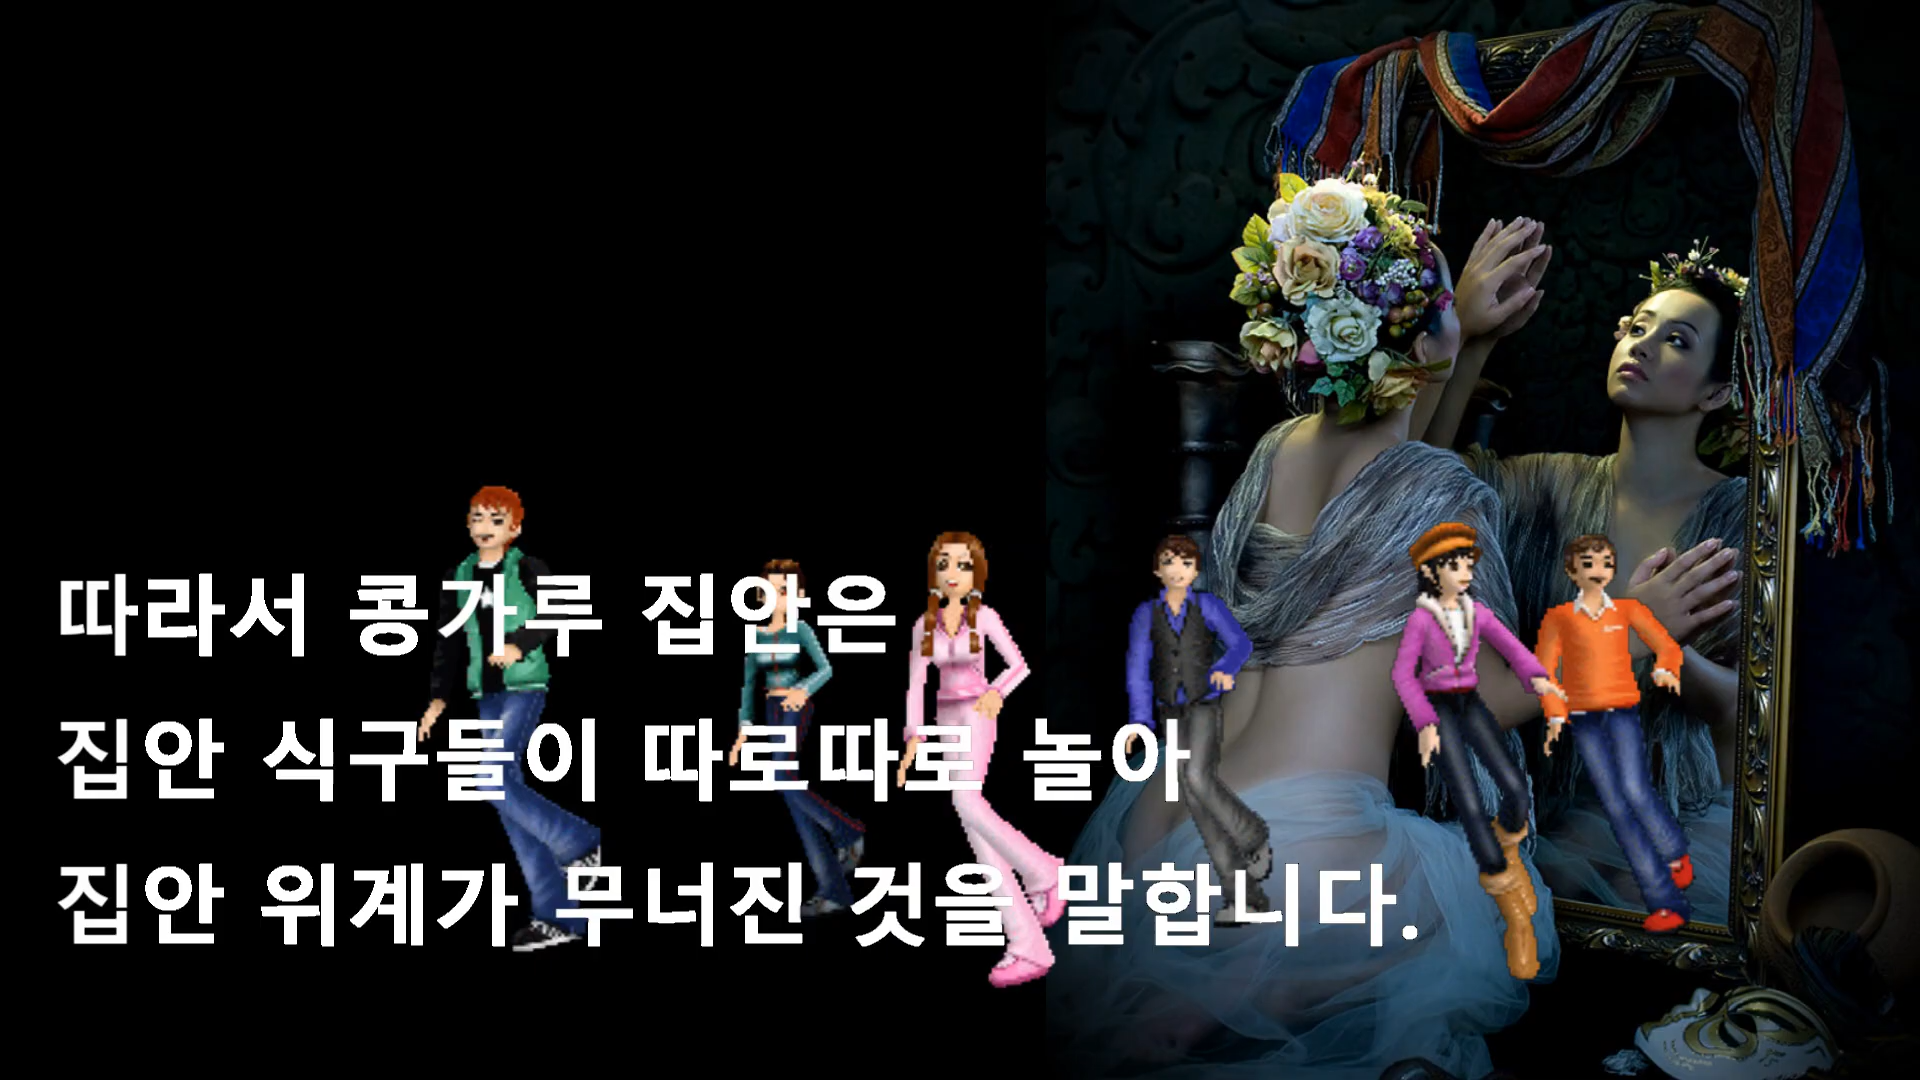 따라서 콩가루 집안은
집안 식구들이 따로따로 놀아
집안 위계가 무너진 것을 말합니다.